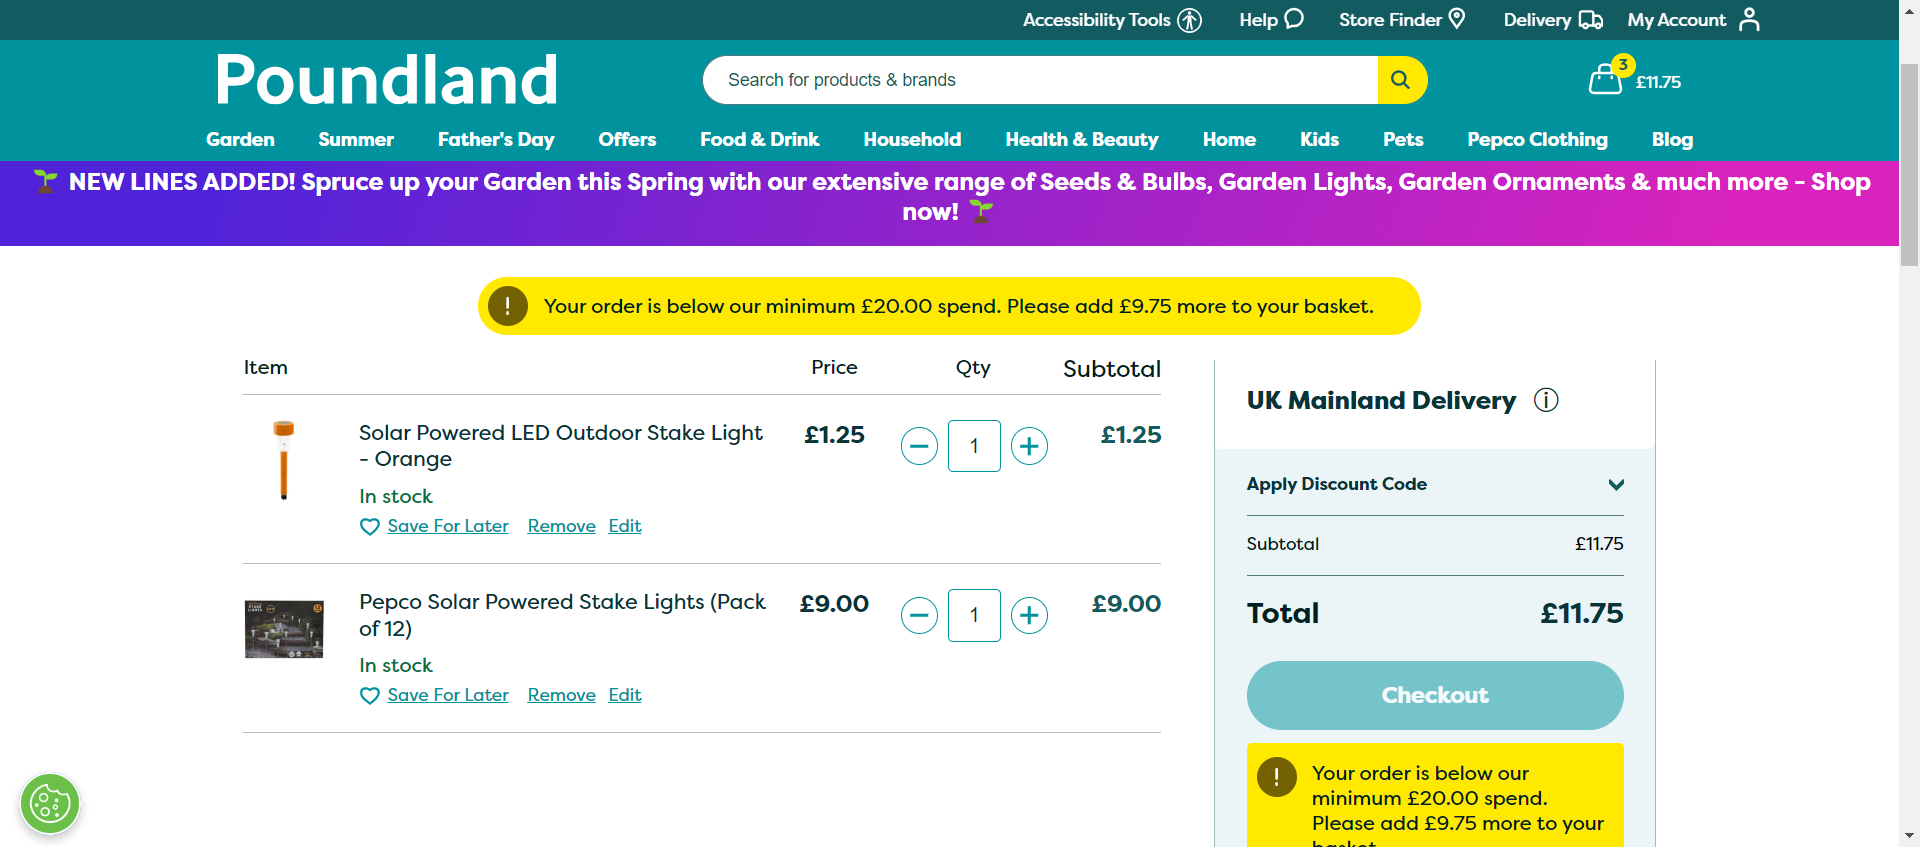 Accessibility Tools Help Store Finder Delivery My Account
Poundland
Search for products & brands
3
£11.75
Garden Summer Father's Day Offers Food & Drink Household Health & Beauty Home Kids Pets Pepco Clothing Blog
NEW LINES ADDED! Spruce up your Garden this Spring with our extensive range of Seeds & Bulbs, Garden Lights, Garden Ornaments & much more - Shop
now!
! Your order is below our minimum £20.00 spend. Please add £9.75 more to your basket.
Item Price Qty Subtotal
Solar Powered LED Outdoor Stake Light
- Orange
£1.25 1 £1.25
In stock
Save For Later Remove Edit
Pepco Solar Powered Stake Lights (Pack
of 12)
£9.00 1 £9.00
In stock
Save For Later Remove Edit
UK Mainland Delivery
Apply Discount Code
Subtotal £11.75
Total £11.75
Checkout
! Your order is below our
minimum £20.00 spend.
Please add £9.75 more to your